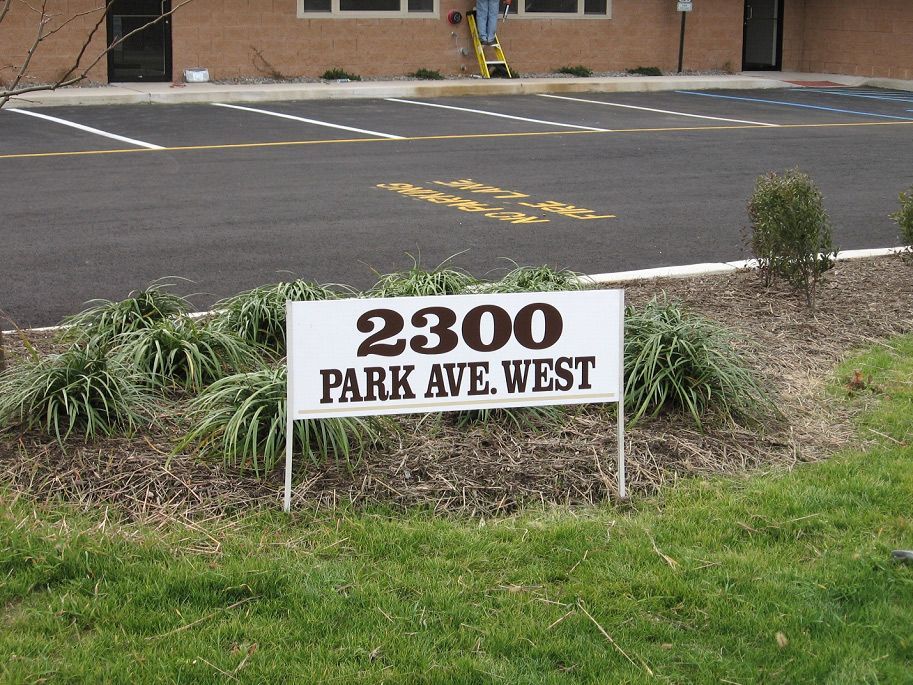 NO PARKING
FIRE LANE
2300
PARK AVE. WEST